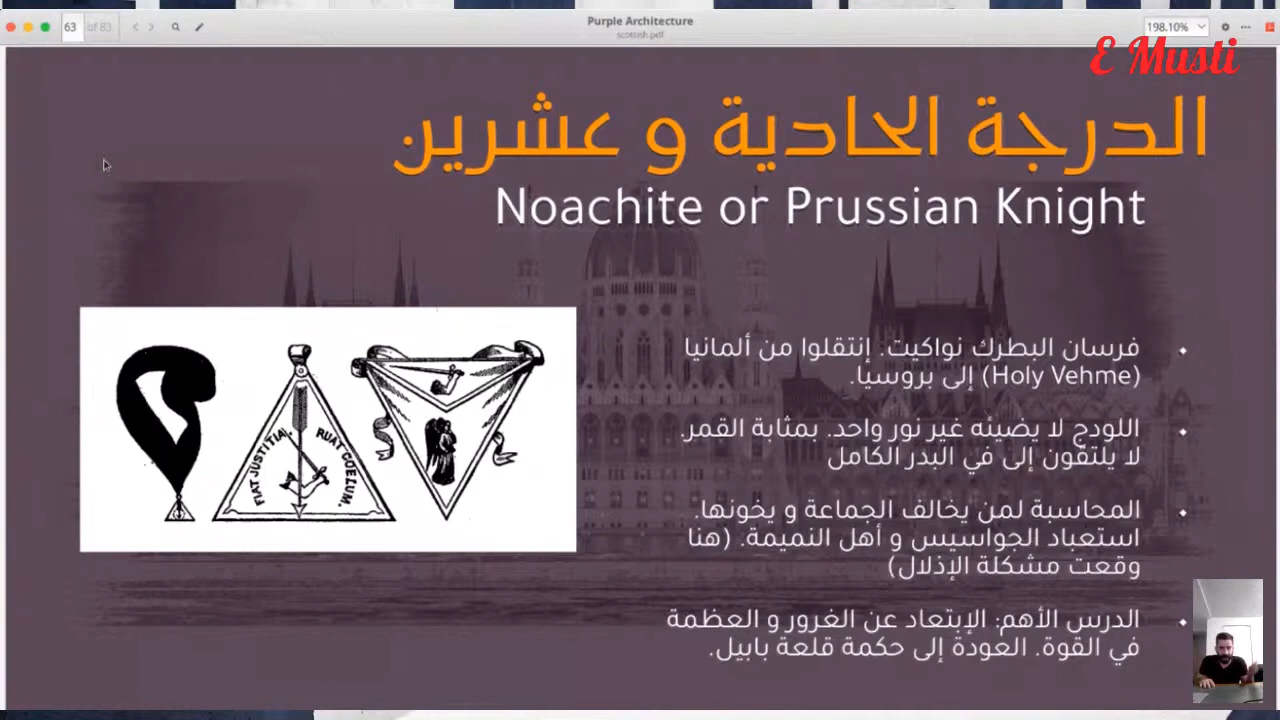 63 of 83
Purple Architecture
scottish.pdf
198.10%
E Musti
الدرجة الحادية و عشرين
Noachite or Prussian Knight
فرسان البطرك نواكيت: إنتقلوا من ألمانيا
(Holy Vehme) إلى بروسيا.
اللودج لا يضيئه غير نور واحد. بمثابة القمر.
لا يلتقون إلى في البدر الكامل
المحاسبة لمن يخالف الجماعة و يخونها.
استعباد الجواسيس و أهل النميمة. (هنا
وقعت مشكلة الإذلال)
الدرس الأهم: الإبتعاد عن الغرور و العظمة
في القوة. العودة إلى حكمة قلعة بابيل.
FIAT JUSTITIA, RUAT COELUM.